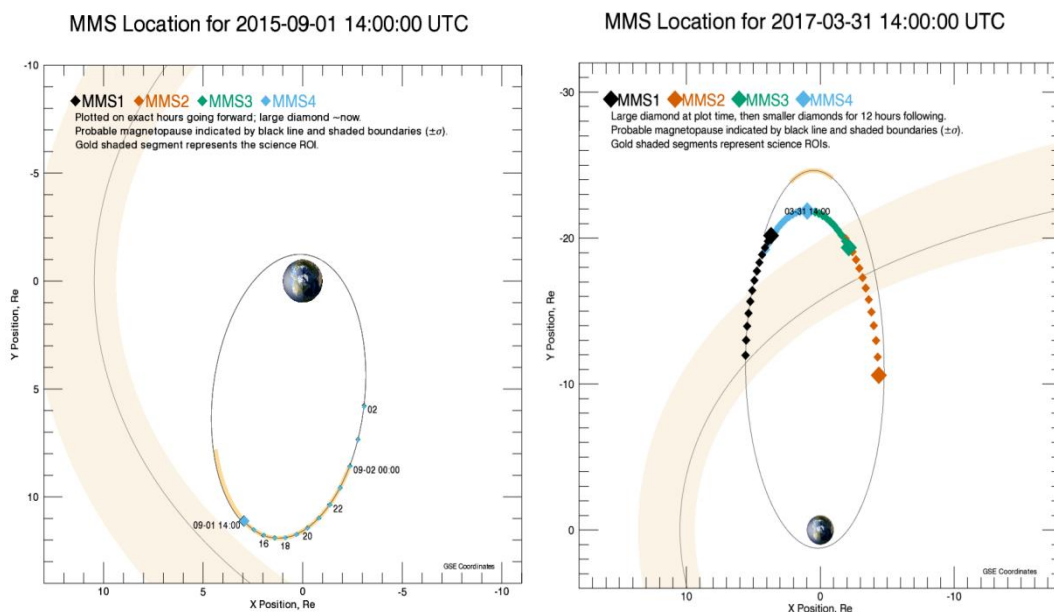 MMS Location for 2015-09-01 14:00:00 UTC
-10
-5
0
5
10
Y Position, Re
MMS1 MMS2 MMS3 MMS4
Plotted on exact hours going forward; large diamond ~now.
Probable magnetopause indicated by black line and shaded boundaries (±σ).
Gold shaded segment represents the science ROI.
02
09-02 00:00
22
20
18
16
09-01 14:00
GSE Coordinates
10 5 0 -5 -10
X Position, Re
MMS Location for 2017-03-31 14:00:00 UTC
-30
-20
-10
0
Y Position, Re
MMS1 MMS2 MMS3 MMS4
Large diamond at plot time, then smaller diamonds for 12 hours following.
Probable magnetopause indicated by black line and shaded boundaries (±σ).
Gold shaded segments represent science ROIs.
03-31 14:00
GSE Coordinates
10 0 -10
X Position, Re